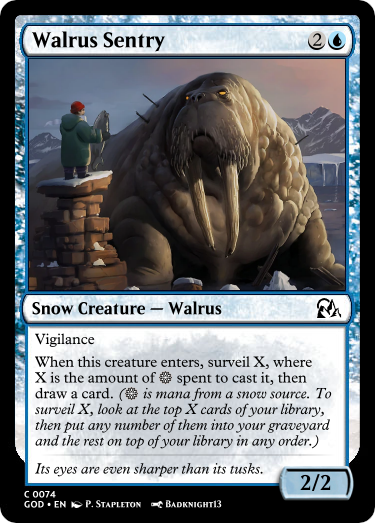 Walrus Sentry 2
Snow Creature — Walrus
Vigilance
When this creature enters, surveil X, where
X is the amount of spent to cast it, then
draw a card. ( is mana from a snow source. To
surveil X, look at the top X cards of your library,
then put any number of them into your graveyard
and the rest on top of your library in any order.)
Its eyes are even sharper than its tusks.
2/2
C 0074
GOD • EN P. STAPLETON BADKNIGHT13